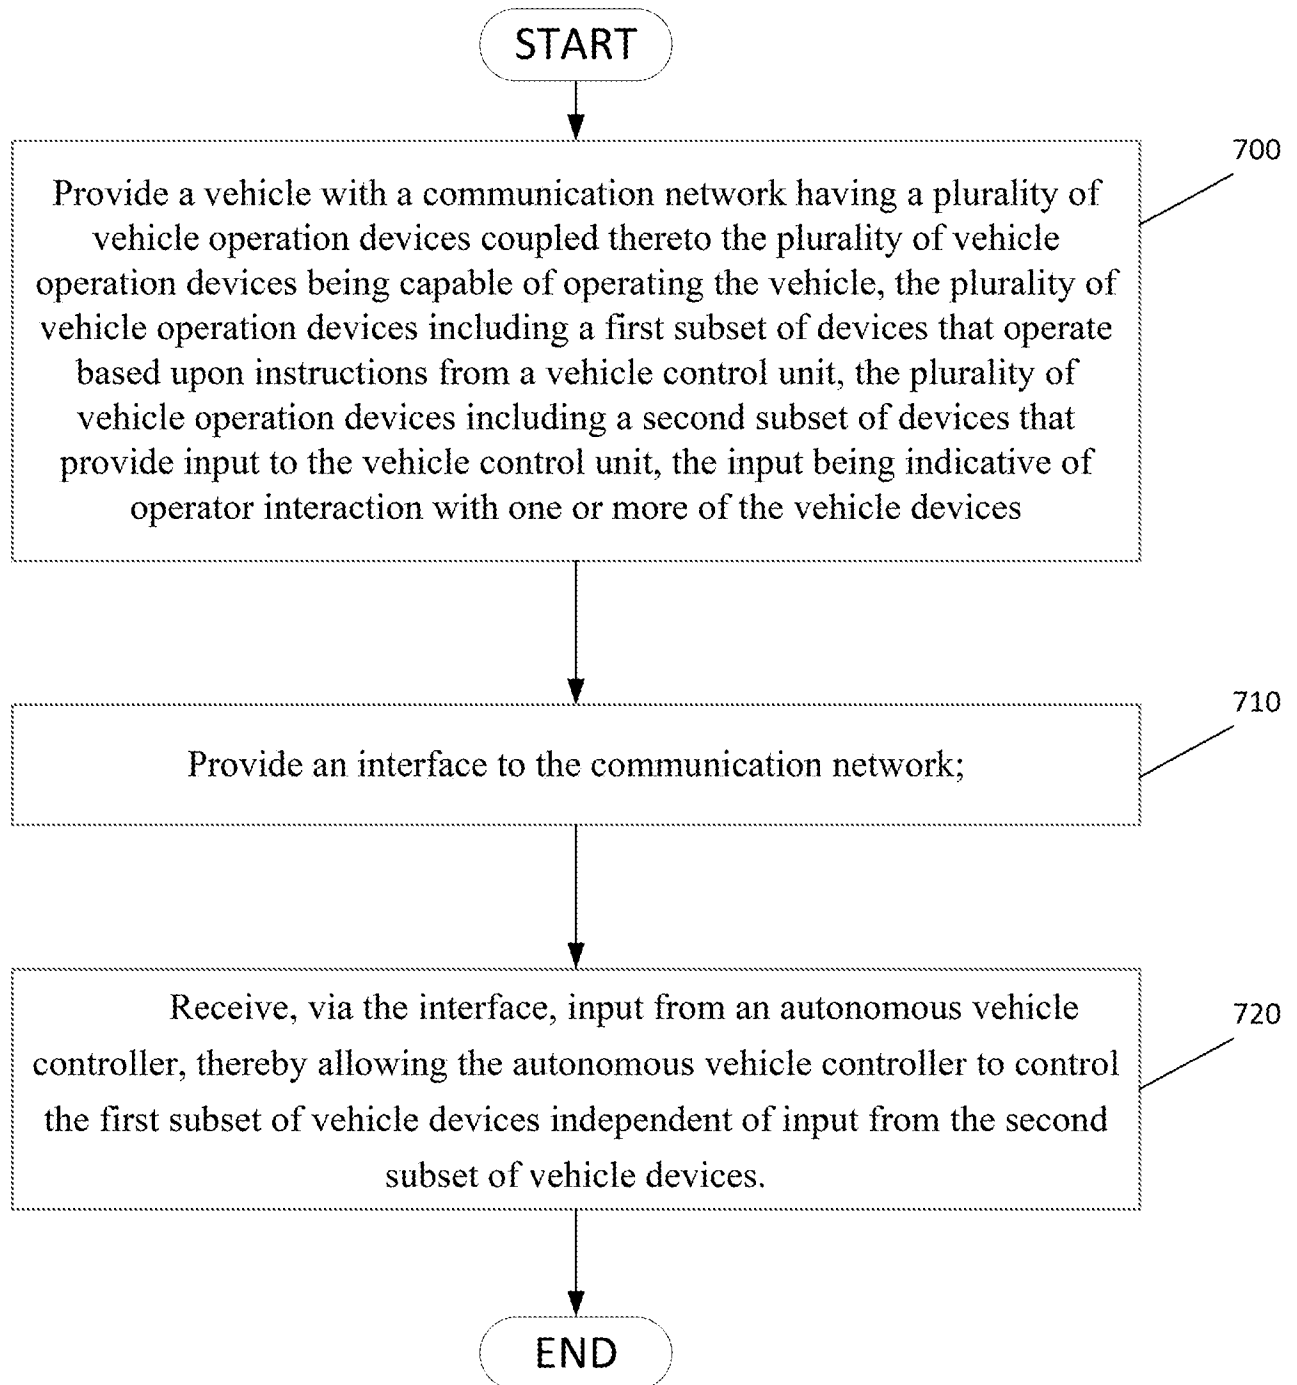 START
700
Provide a vehicle with a communication network having a plurality of
vehicle operation devices coupled thereto the plurality of vehicle
operation devices being capable of operating the vehicle, the plurality of
vehicle operation devices including a first subset of devices that operate
based upon instructions from a vehicle control unit, the plurality of
vehicle operation devices including a second subset of devices that
provide input to the vehicle control unit, the input being indicative of
operator interaction with one or more of the vehicle devices
710
Provide an interface to the communication network;
720
Receive, via the interface, input from an autonomous vehicle
controller, thereby allowing the autonomous vehicle controller to control
the first subset of vehicle devices independent of input from the second
subset of vehicle devices.
END